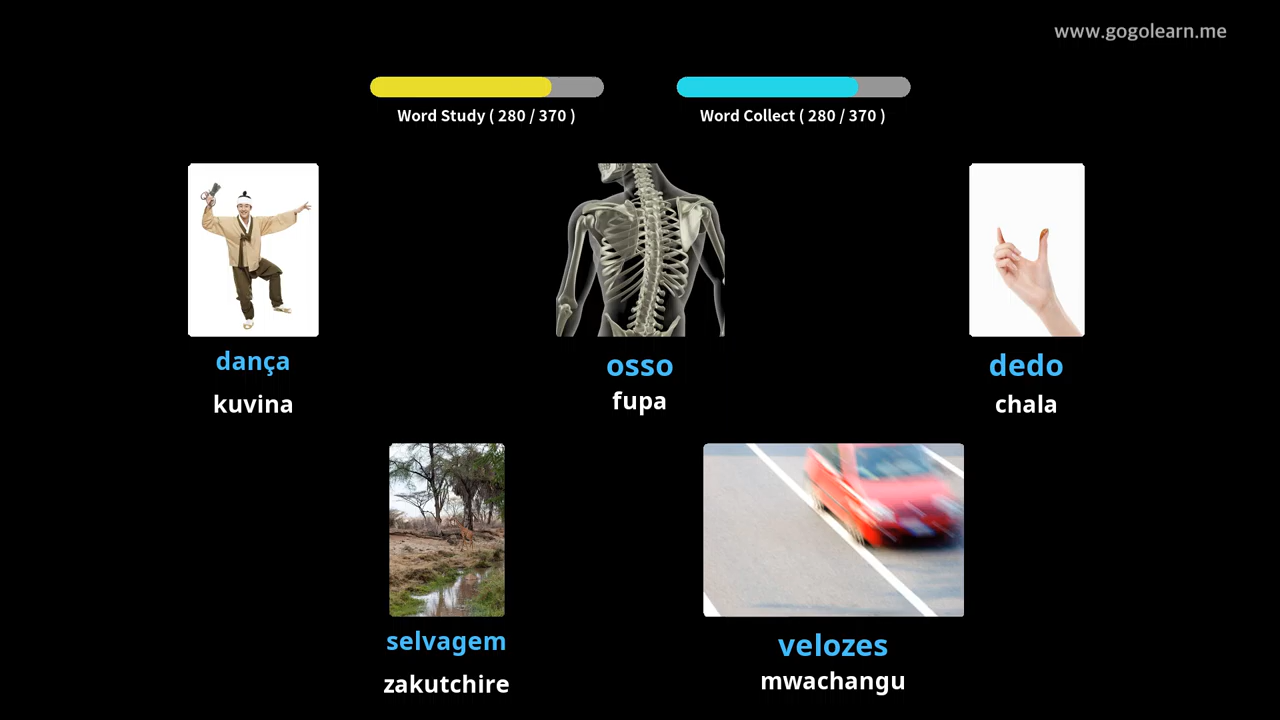 www.gogolearn.me
Word Study ( 280 / 370 )
Word Collect ( 280 / 370 )
dança
osso
dedo
kuvina
fupa
chala
selvagem
velozes
zakutchire
mwachangu